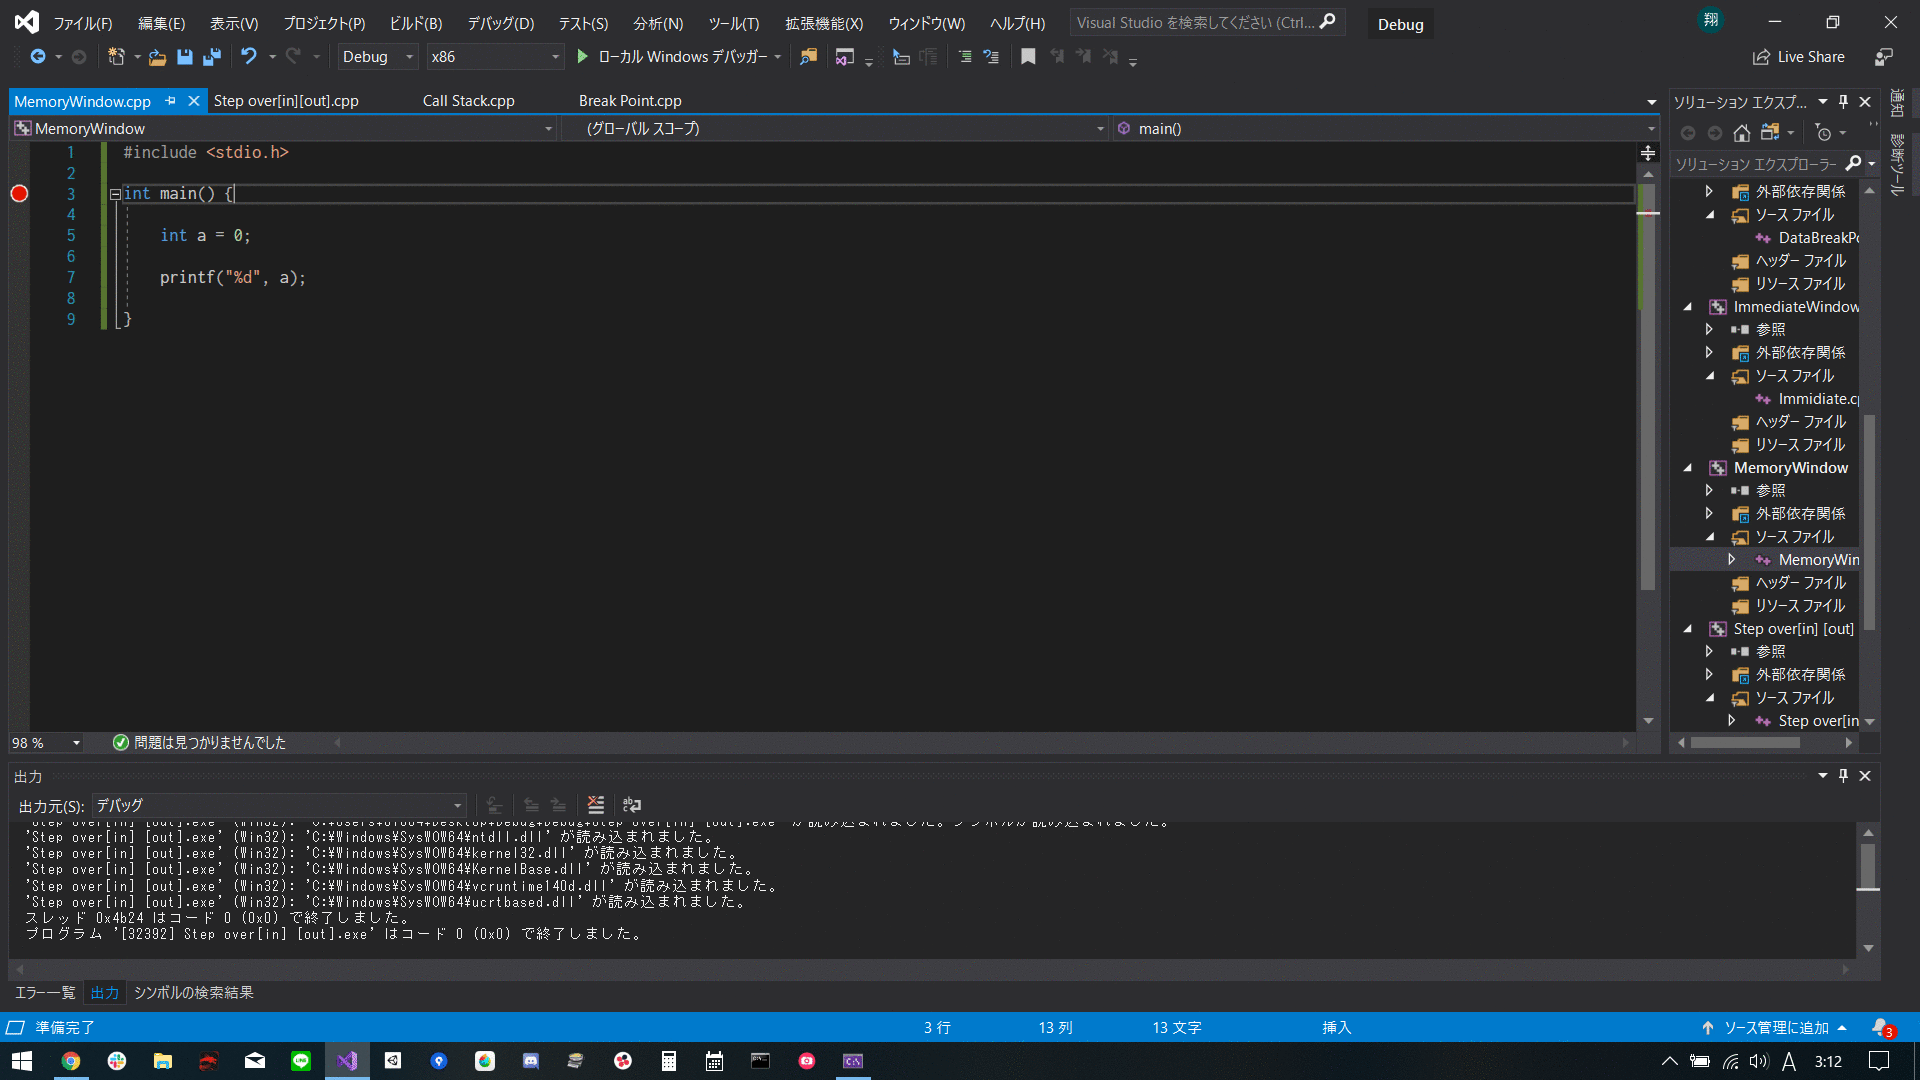 ファイル(F) 編集(E) 表示(V) プロジェクト(P) ビルド(B) デバッグ(D) テスト(S) 分析(N) ツール(T) 拡張機能(X) ウィンドウ(W) ヘルプ(H) Visual Studio を検索してください (Ctrl... Debug 翔
Debug x86 ローカル Windows デバッガー Live Share
MemoryWindow.cpp Step over[in][out].cpp Call Stack.cpp Break Point.cpp
MemoryWindow (グローバル スコープ) main()
1 #include <stdio.h>
2
3 int main() {
4
5 int a = 0;
6
7 printf("%d", a);
8
9 }
98 % 問題は見つかりませんでした
ソリューション エクスプ...
ソリューション エクスプローラー
外部依存関係
ソース ファイル
DataBreakPo
ヘッダー ファイル
リソース ファイル
ImmediateWindow
参照
外部依存関係
ソース ファイル
Immidiate.cp
ヘッダー ファイル
リソース ファイル
MemoryWindow
参照
外部依存関係
ソース ファイル
MemoryWin
ヘッダー ファイル
リソース ファイル
Step over[in] [out]
参照
外部依存関係
ソース ファイル
Step over[in
通知
診断ツール
出力
出力元(S): デバッグ
'Step over[in] [out].exe' (Win32): 'C:¥Windows¥SysWOW64¥ntdll.dll' が読み込まれました。
'Step over[in] [out].exe' (Win32): 'C:¥Windows¥SysWOW64¥kernel32.dll' が読み込まれました。
'Step over[in] [out].exe' (Win32): 'C:¥Windows¥SysWOW64¥KernelBase.dll' が読み込まれました。
'Step over[in] [out].exe' (Win32): 'C:¥Windows¥SysWOW64¥vcruntime140d.dll' が読み込まれました。
'Step over[in] [out].exe' (Win32): 'C:¥Windows¥SysWOW64¥ucrtbased.dll' が読み込まれました。
スレッド 0x4b24 はコード 0 (0x0) で終了しました。
プログラム '[32392] Step over[in] [out].exe' はコード 0 (0x0) で終了しました。
エラー一覧 出力 シンボルの検索結果
準備完了 3 行 13 列 13 文字 挿入 ソース管理に追加 3
A 3:12